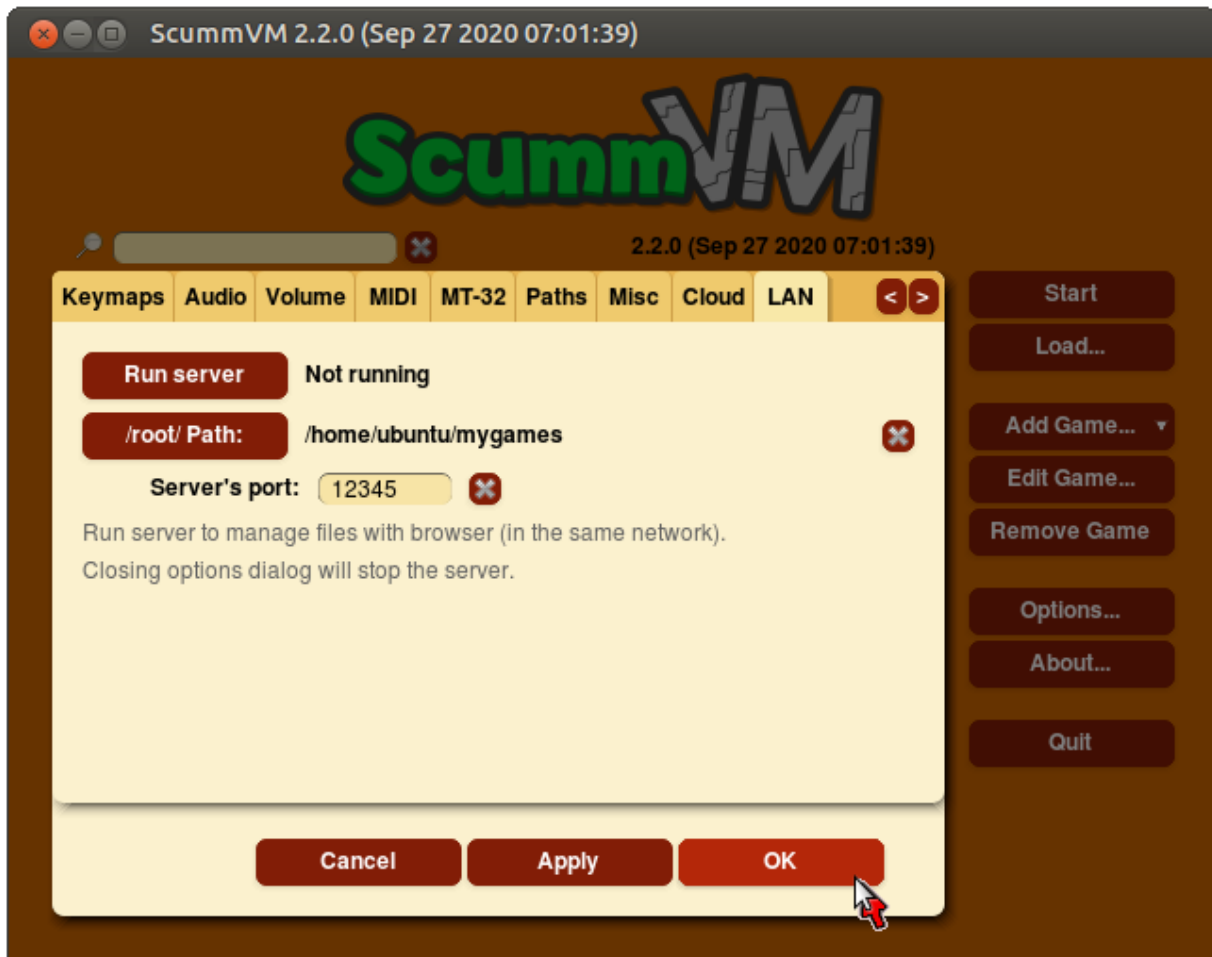 ScummVM 2.2.0 (Sep 27 2020 07:01:39)
ScummVM
2.2.0 (Sep 27 2020 07:01:39)
Keymaps Audio Volume MIDI MT-32 Paths Misc Cloud LAN < >
Run server Not running
/root/ Path: /home/ubuntu/mygames
Server's port: 12345
Run server to manage files with browser (in the same network).
Closing options dialog will stop the server.
Cancel Apply OK
Start
Load...
Add Game...
Edit Game...
Remove Game
Options...
About...
Quit